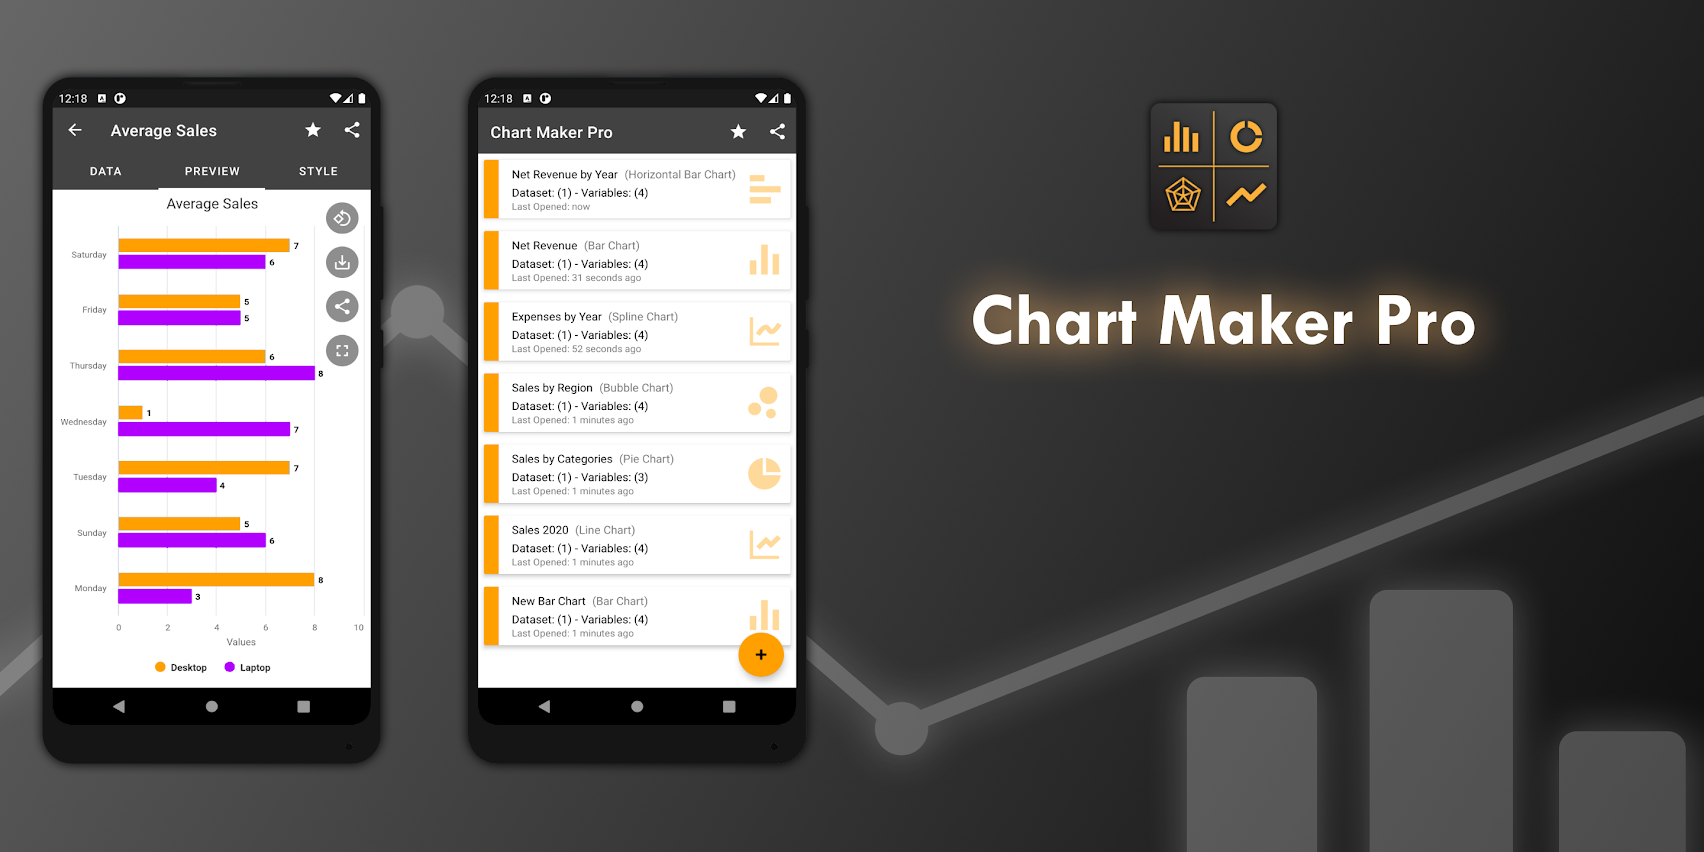 12:18
Average Sales
DATA PREVIEW STYLE
Average Sales
Saturday 7
6
Friday 5
5
Thursday 6
8
Wednesday 1
7
Tuesday 7
4
Sunday 5
6
Monday 8
3
0 2 4 6 8 10
Values
Desktop Laptop
12:18
Chart Maker Pro
Net Revenue by Year (Horizontal Bar Chart)
Dataset: (1) - Variables: (4)
Last Opened: now
Net Revenue (Bar Chart)
Dataset: (1) - Variables: (4)
Last Opened: 31 seconds ago
Expenses by Year (Spline Chart)
Dataset: (1) - Variables: (4)
Last Opened: 52 seconds ago
Sales by Region (Bubble Chart)
Dataset: (1) - Variables: (4)
Last Opened: 1 minutes ago
Sales by Categories (Pie Chart)
Dataset: (1) - Variables: (3)
Last Opened: 1 minutes ago
Sales 2020 (Line Chart)
Dataset: (1) - Variables: (4)
Last Opened: 1 minutes ago
New Bar Chart (Bar Chart)
Dataset: (1) - Variables: (4)
Last Opened: 1 minutes ago
+
Chart Maker Pro